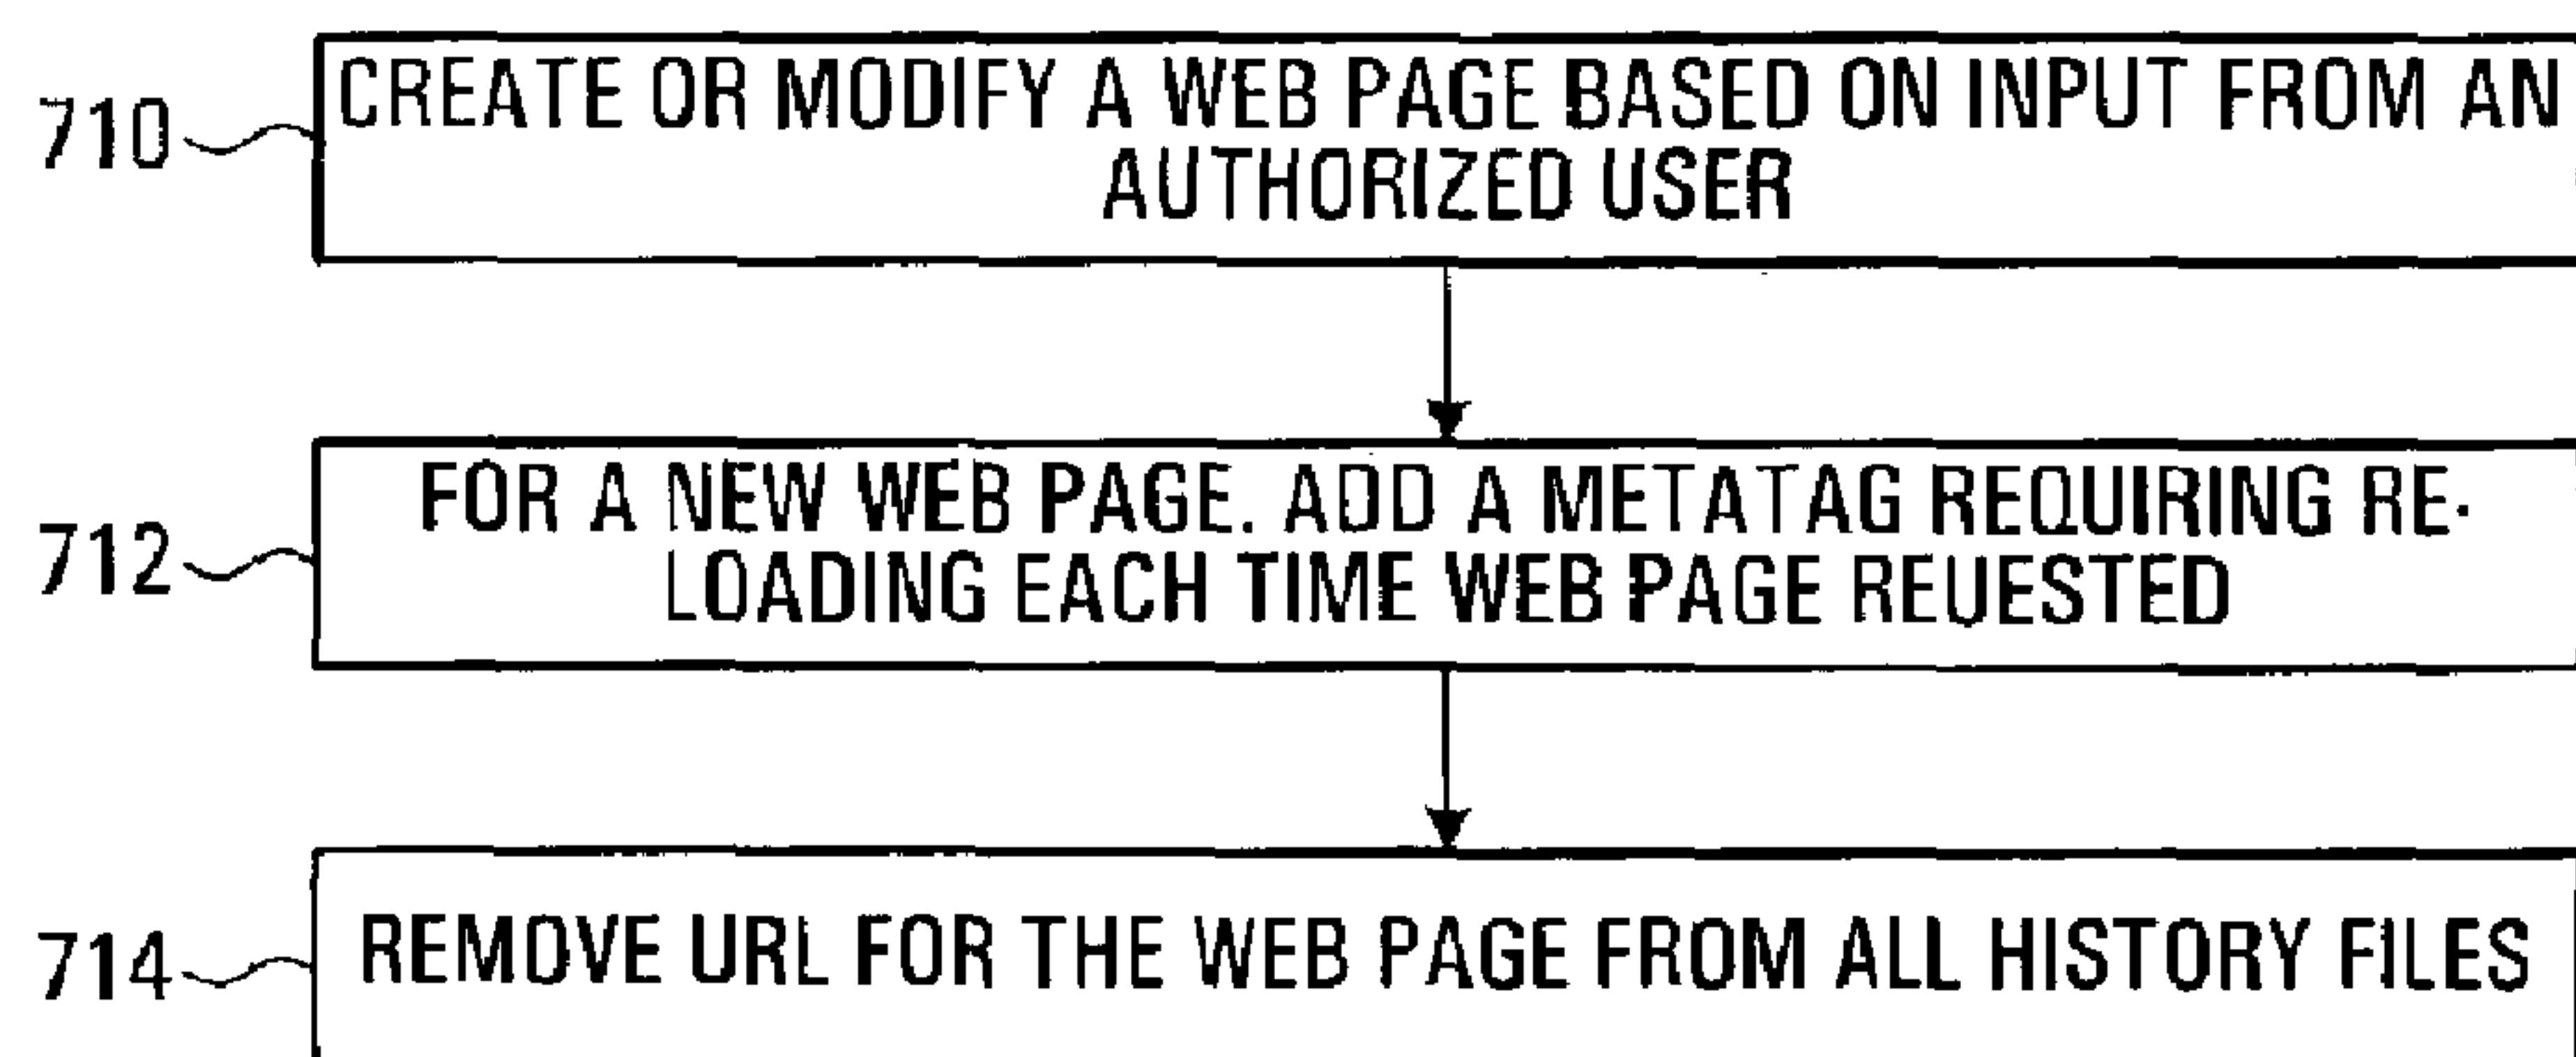 710 CREATE OR MODIFY A WEB PAGE BASED ON INPUT FROM AN
AUTHORIZED USER
712 FOR A NEW WEB PAGE. ADD A METATAG REQUIRING RE-
LOADING EACH TIME WEB PAGE REUESTED
714 REMOVE URL FOR THE WEB PAGE FROM ALL HISTORY FILES